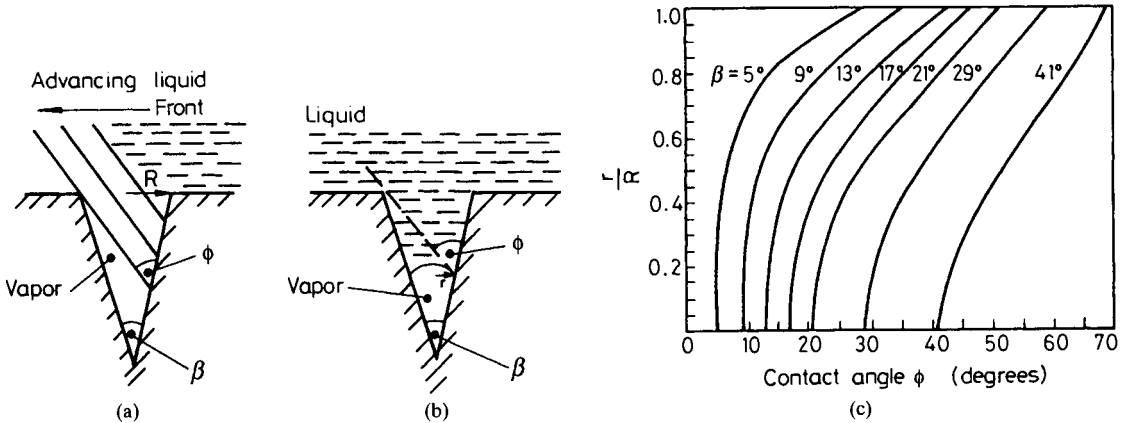 Advancing liquid
Front
R
ϕ
Vapor
β
(a)
Liquid
ϕ
r
Vapor
β
(b)
1.0
0.8
0.6
0.4
0.2
r/R
β = 5°
9°
13°
17°
21°
29°
41°
0 10 20 30 40 50 60 70
Contact angle ϕ (degrees)
(c)